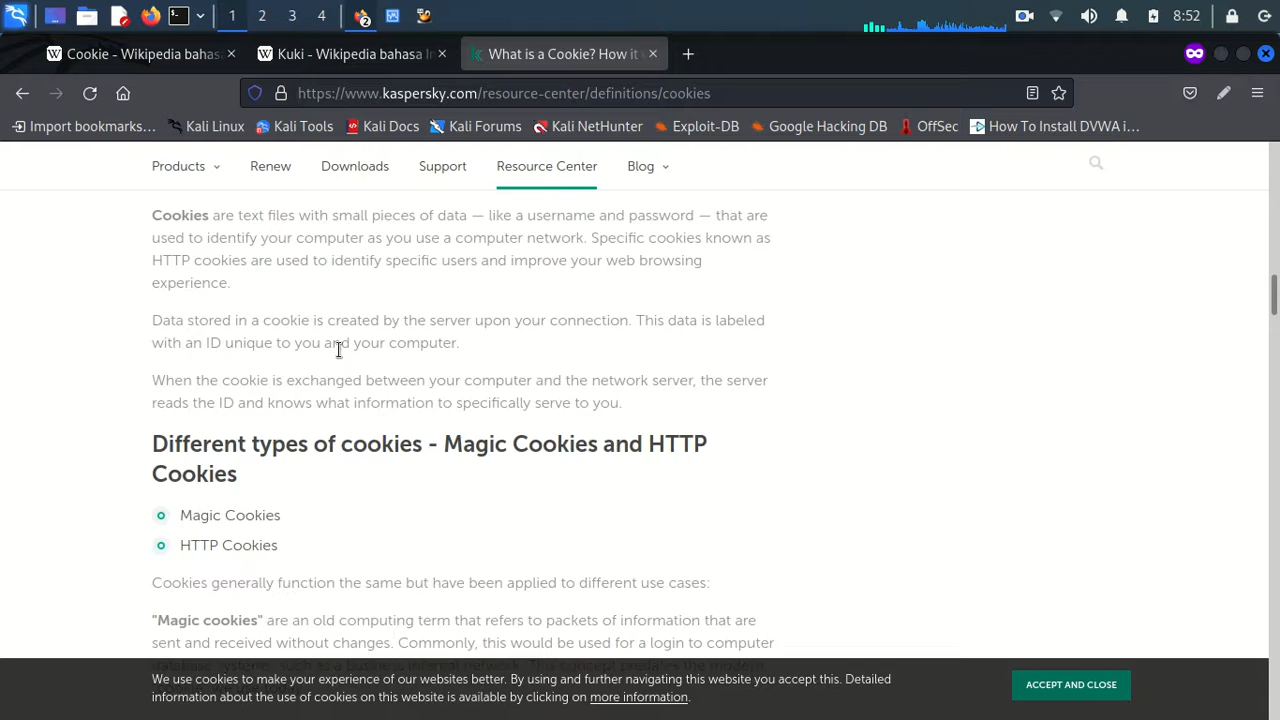 1 2 3 4 2 8:52
Cookie - Wikipedia bahasa Kuki - Wikipedia bahasa I What is a Cookie? How it
https://www.kaspersky.com/resource-center/definitions/cookies
Import bookmarks... Kali Linux Kali Tools Kali Docs Kali Forums Kali NetHunter Exploit-DB Google Hacking DB OffSec How To Install DVWA i...
Products Renew Downloads Support Resource Center Blog
Cookies are text files with small pieces of data — like a username and password — that are
used to identify your computer as you use a computer network. Specific cookies known as
HTTP cookies are used to identify specific users and improve your web browsing
experience.
Data stored in a cookie is created by the server upon your connection. This data is labeled
with an ID unique to you and your computer.
When the cookie is exchanged between your computer and the network server, the server
reads the ID and knows what information to specifically serve to you.
Different types of cookies - Magic Cookies and HTTP
Cookies
Magic Cookies
HTTP Cookies
Cookies generally function the same but have been applied to different use cases:
"Magic cookies" are an old computing term that refers to packets of information that are
sent and received without changes. Commonly, this would be used for a login to computer
We use cookies to make your experience of our websites better. By using and further navigating this website you accept this. Detailed
information about the use of cookies on this website is available by clicking on more information.
ACCEPT AND CLOSE